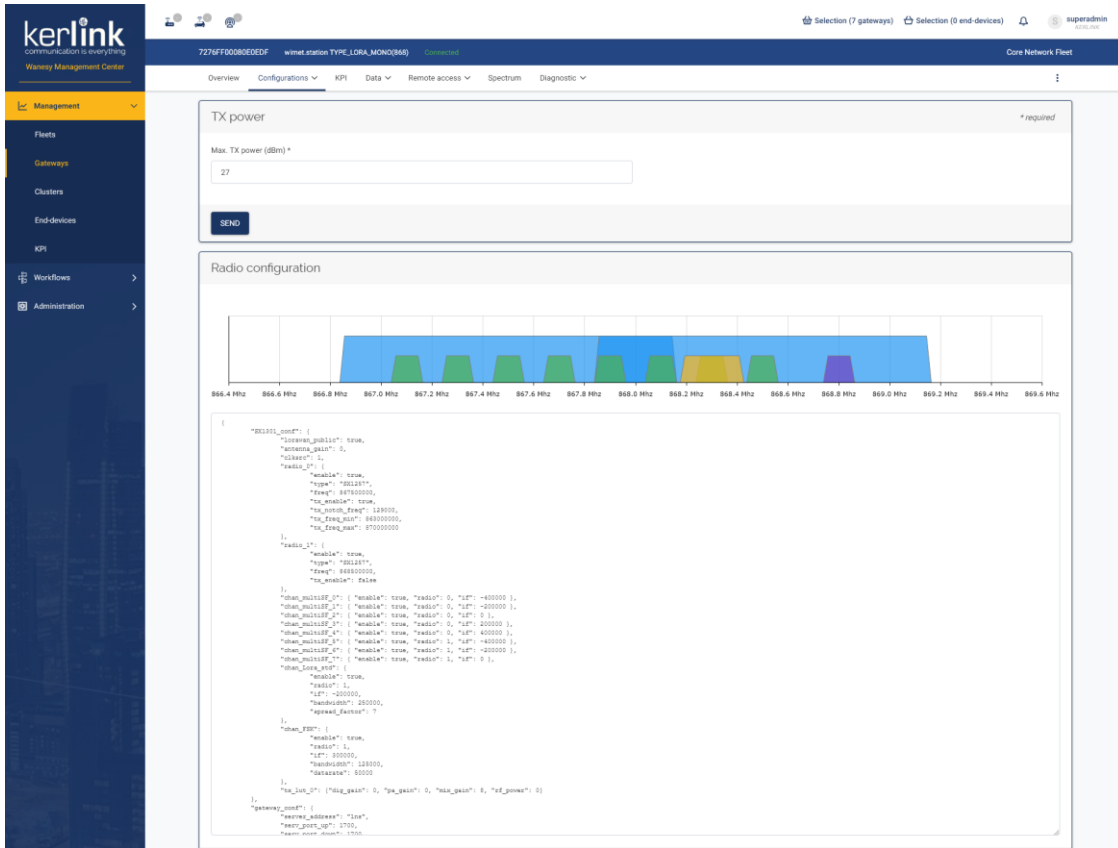 kerlink
communication is everything
Wanesy Management Center
Management
Fleets
Gateways
Clusters
End-devices
KPI
Workflows
Administration
Selection (7 gateways)
Selection (0 end-devices)
S
superadmin
7276FF00080E0EDF
wirnet.station TYPE_LORA_MONO(868)
Connected
Core Network Fleet
Overview
Configurations
KPI
Data
Remote access
Spectrum
Diagnostic
TX power
* required
Max. TX power (dBm) *
27
SEND
Radio configuration
866.4 Mhz 866.6 Mhz 866.8 Mhz 867.0 Mhz 867.2 Mhz 867.4 Mhz 867.6 Mhz 867.8 Mhz 868.0 Mhz 868.2 Mhz 868.4 Mhz 868.6 Mhz 868.8 Mhz 869.0 Mhz 869.2 Mhz 869.4 Mhz 869.6 Mhz
{
"SX1301_conf": {
"lorawan_public": true,
"antenna_gain": 0,
"clksrc": 1,
"radio_0": {
"enable": true,
"type": "SX1257",
"freq": 867500000,
"tx_enable": true,
"tx_notch_freq": 129000,
"tx_freq_min": 863000000,
"tx_freq_max": 870000000
},
"radio_1": {
"enable": true,
"type": "SX1257",
"freq": 868500000,
"tx_enable": false
},
"chan_multiSF_0": { "enable": true, "radio": 0, "if": -400000 },
"chan_multiSF_1": { "enable": true, "radio": 0, "if": -200000 },
"chan_multiSF_2": { "enable": true, "radio": 0, "if": 0 },
"chan_multiSF_3": { "enable": true, "radio": 0, "if": 200000 },
"chan_multiSF_4": { "enable": true, "radio": 0, "if": 400000 },
"chan_multiSF_5": { "enable": true, "radio": 1, "if": -400000 },
"chan_multiSF_6": { "enable": true, "radio": 1, "if": -200000 },
"chan_multiSF_7": { "enable": true, "radio": 1, "if": 0 },
"chan_Lora_std": {
"enable": true,
"radio": 1,
"if": -200000,
"bandwidth": 250000,
"spread_factor": 7
},
"chan_FSK": {
"enable": true,
"radio": 1,
"if": 300000,
"bandwidth": 125000,
"datarate": 50000
},
"tx_lut_0": {"dig_gain": 0, "pa_gain": 0, "mix_gain": 8, "rf_power": 0}
},
"gateway_conf": {
"server_address": "lns",
"serv_port_up": 1700,
"serv_port_down": 1700